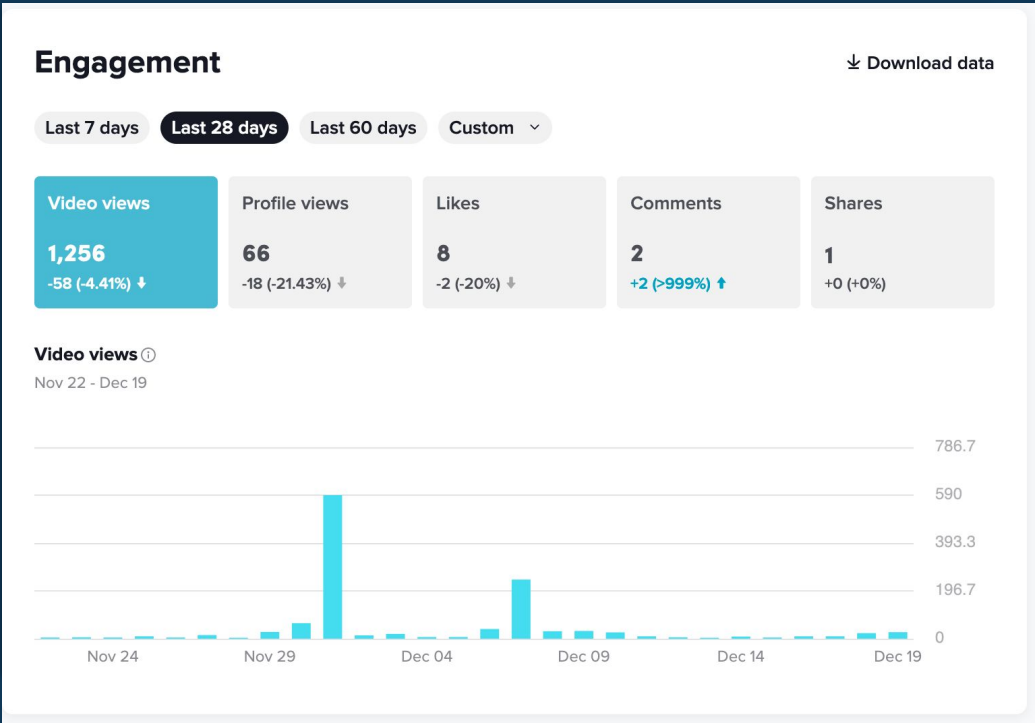 Engagement
Download data
Last 7 days
Last 28 days
Last 60 days
Custom
Video views
1,256
-58 (-4.41%)
Profile views
66
-18 (-21.43%)
Likes
8
-2 (-20%)
Comments
2
+2 (>999%)
Shares
1
+0 (+0%)
Video views
Nov 22 - Dec 19
786.7
590
393.3
196.7
0
Nov 24
Nov 29
Dec 04
Dec 09
Dec 14
Dec 19